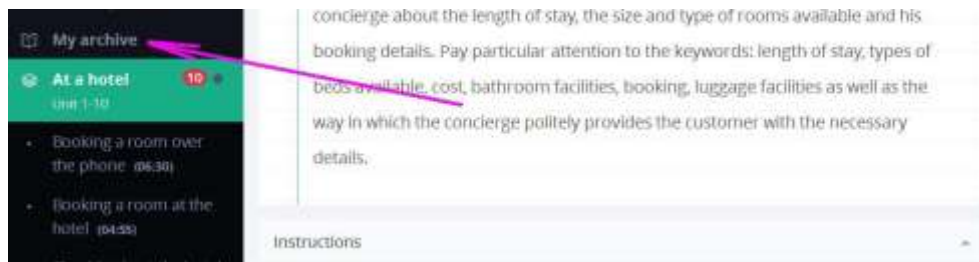 My archive
At a hotel 10
Unit 1-10
Booking a room over
the phone (06:30)
Booking a room at the
hotel (04:55)
concierge about the length of stay, the size and type of rooms available and his
booking details. Pay particular attention to the keywords: length of stay, types of
beds available, cost, bathroom facilities, booking, luggage facilities as well as the
way in which the concierge politely provides the customer with the necessary
details.
Instructions